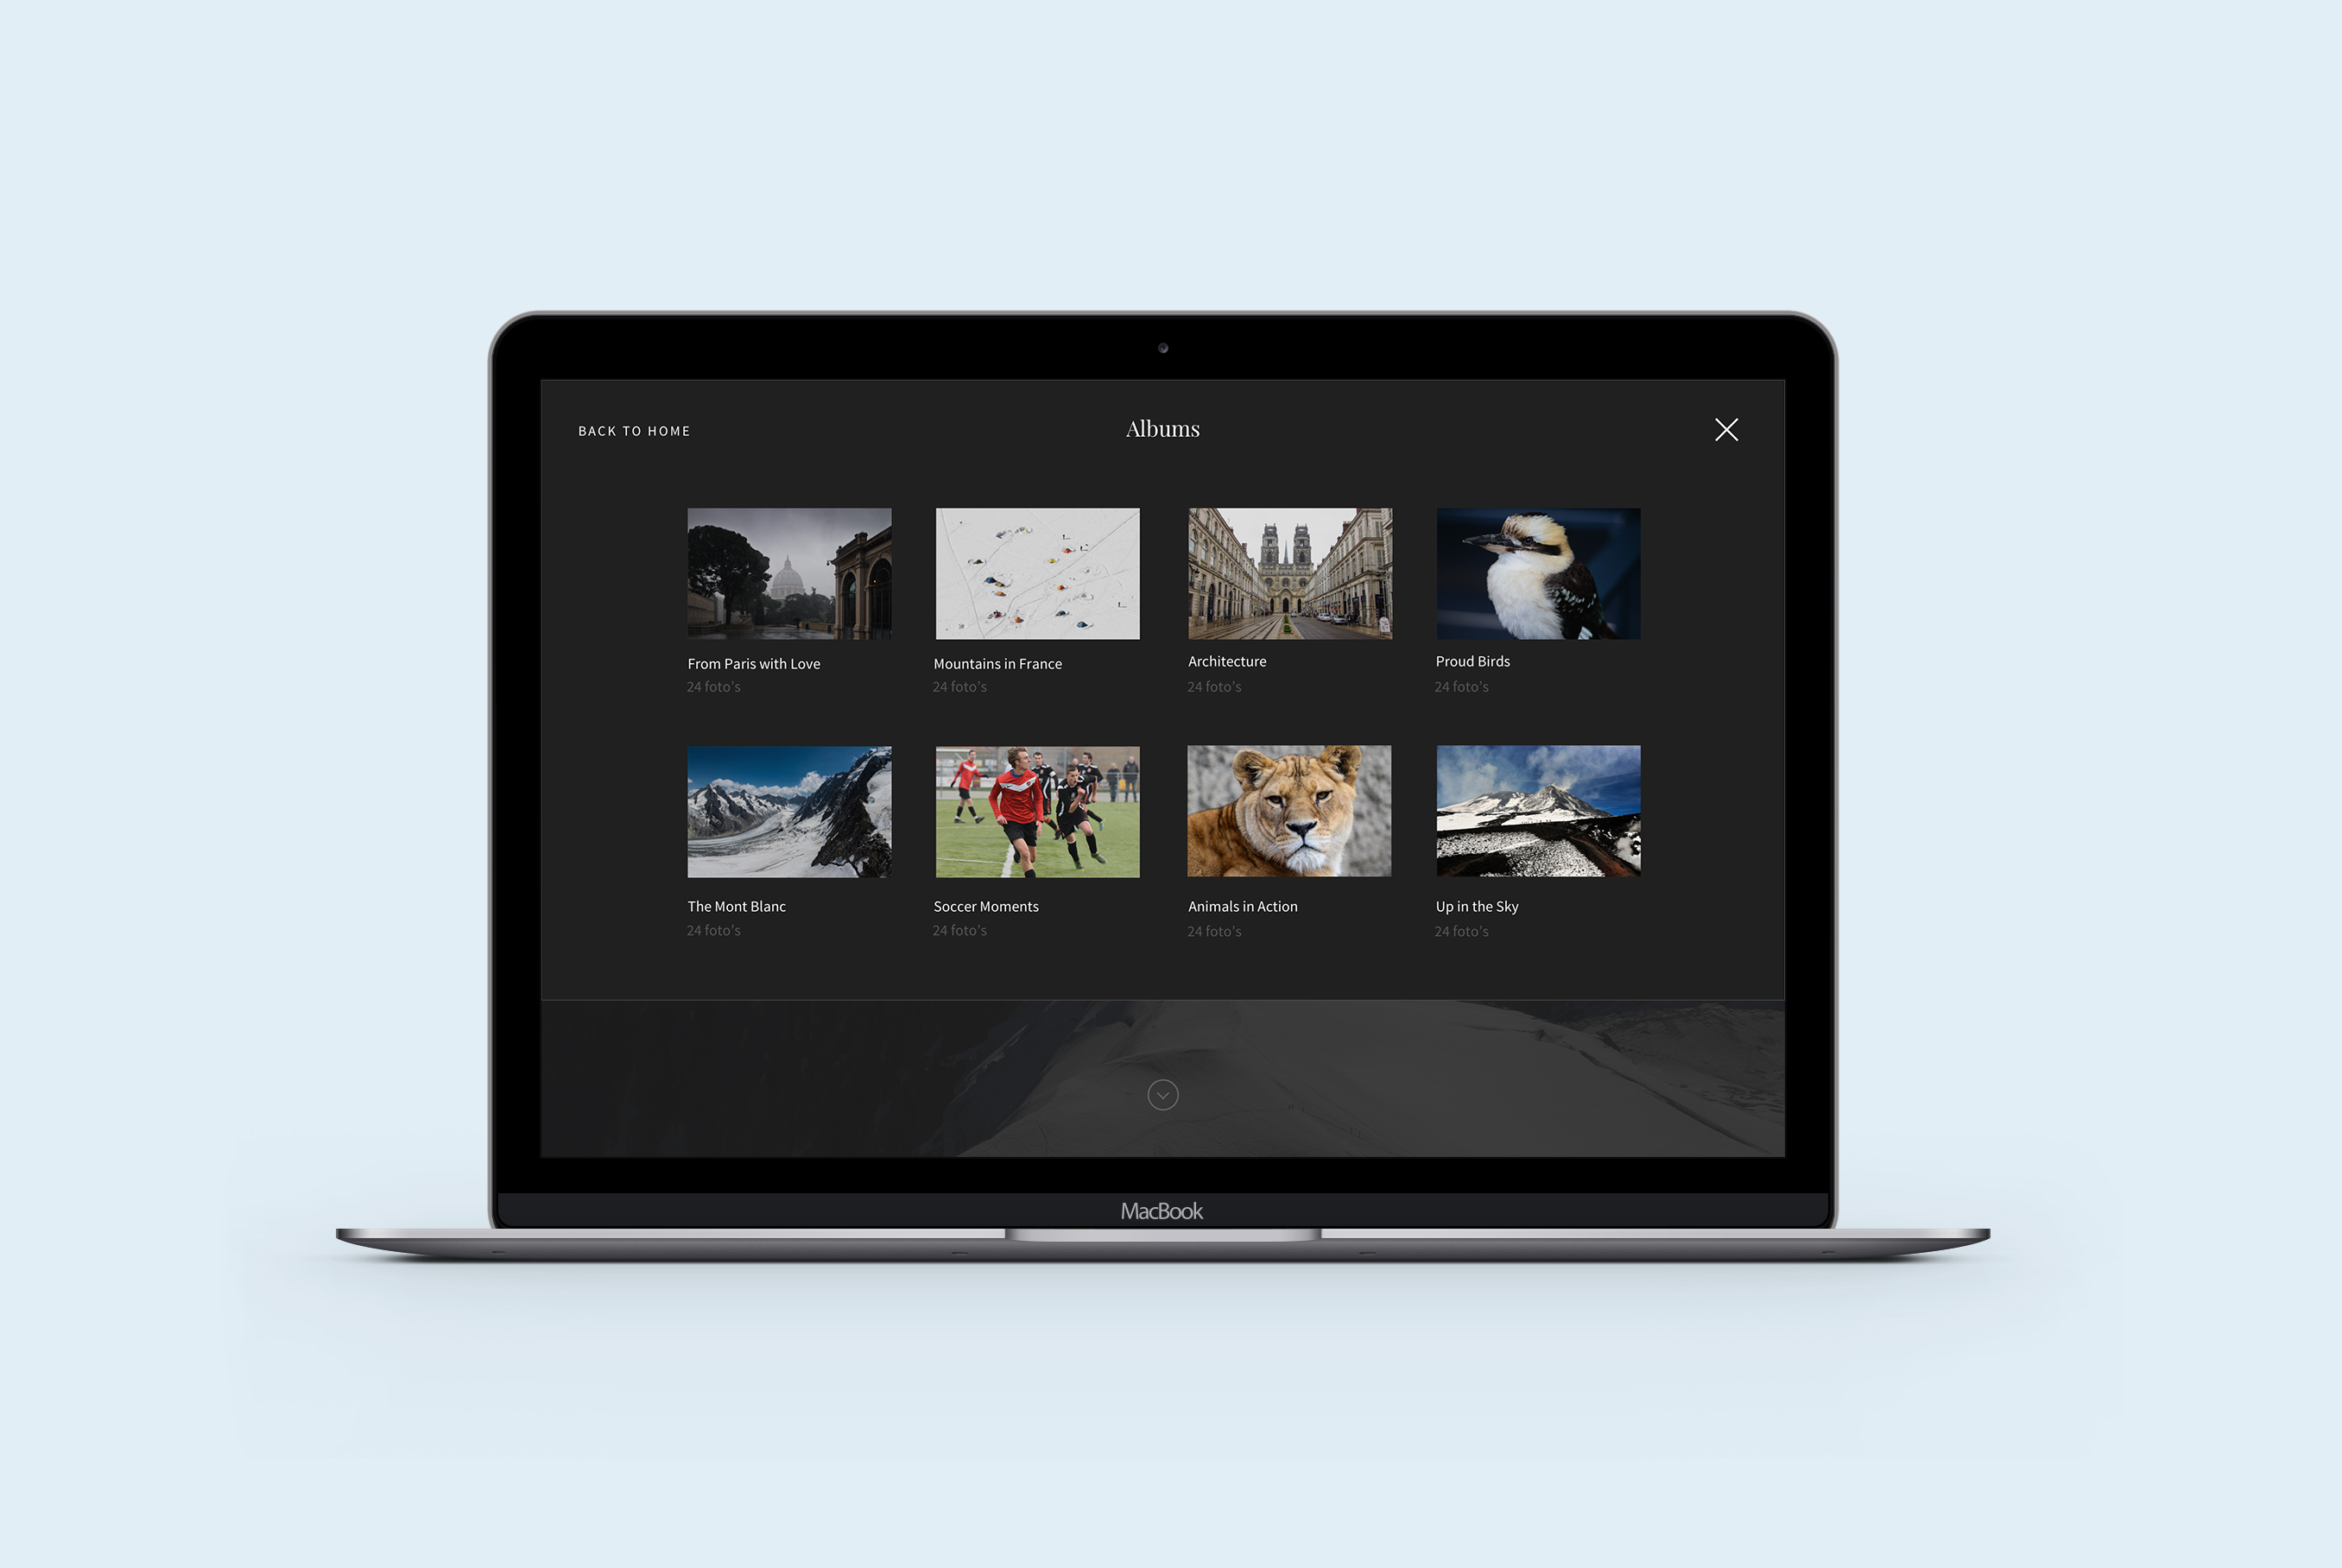 BACK TO HOME
Albums
From Paris with Love
24 foto's
Mountains in France
24 foto's
Architecture
24 foto's
Proud Birds
24 foto's
The Mont Blanc
24 foto's
Soccer Moments
24 foto's
Animals in Action
24 foto's
Up in the Sky
24 foto's
MacBook